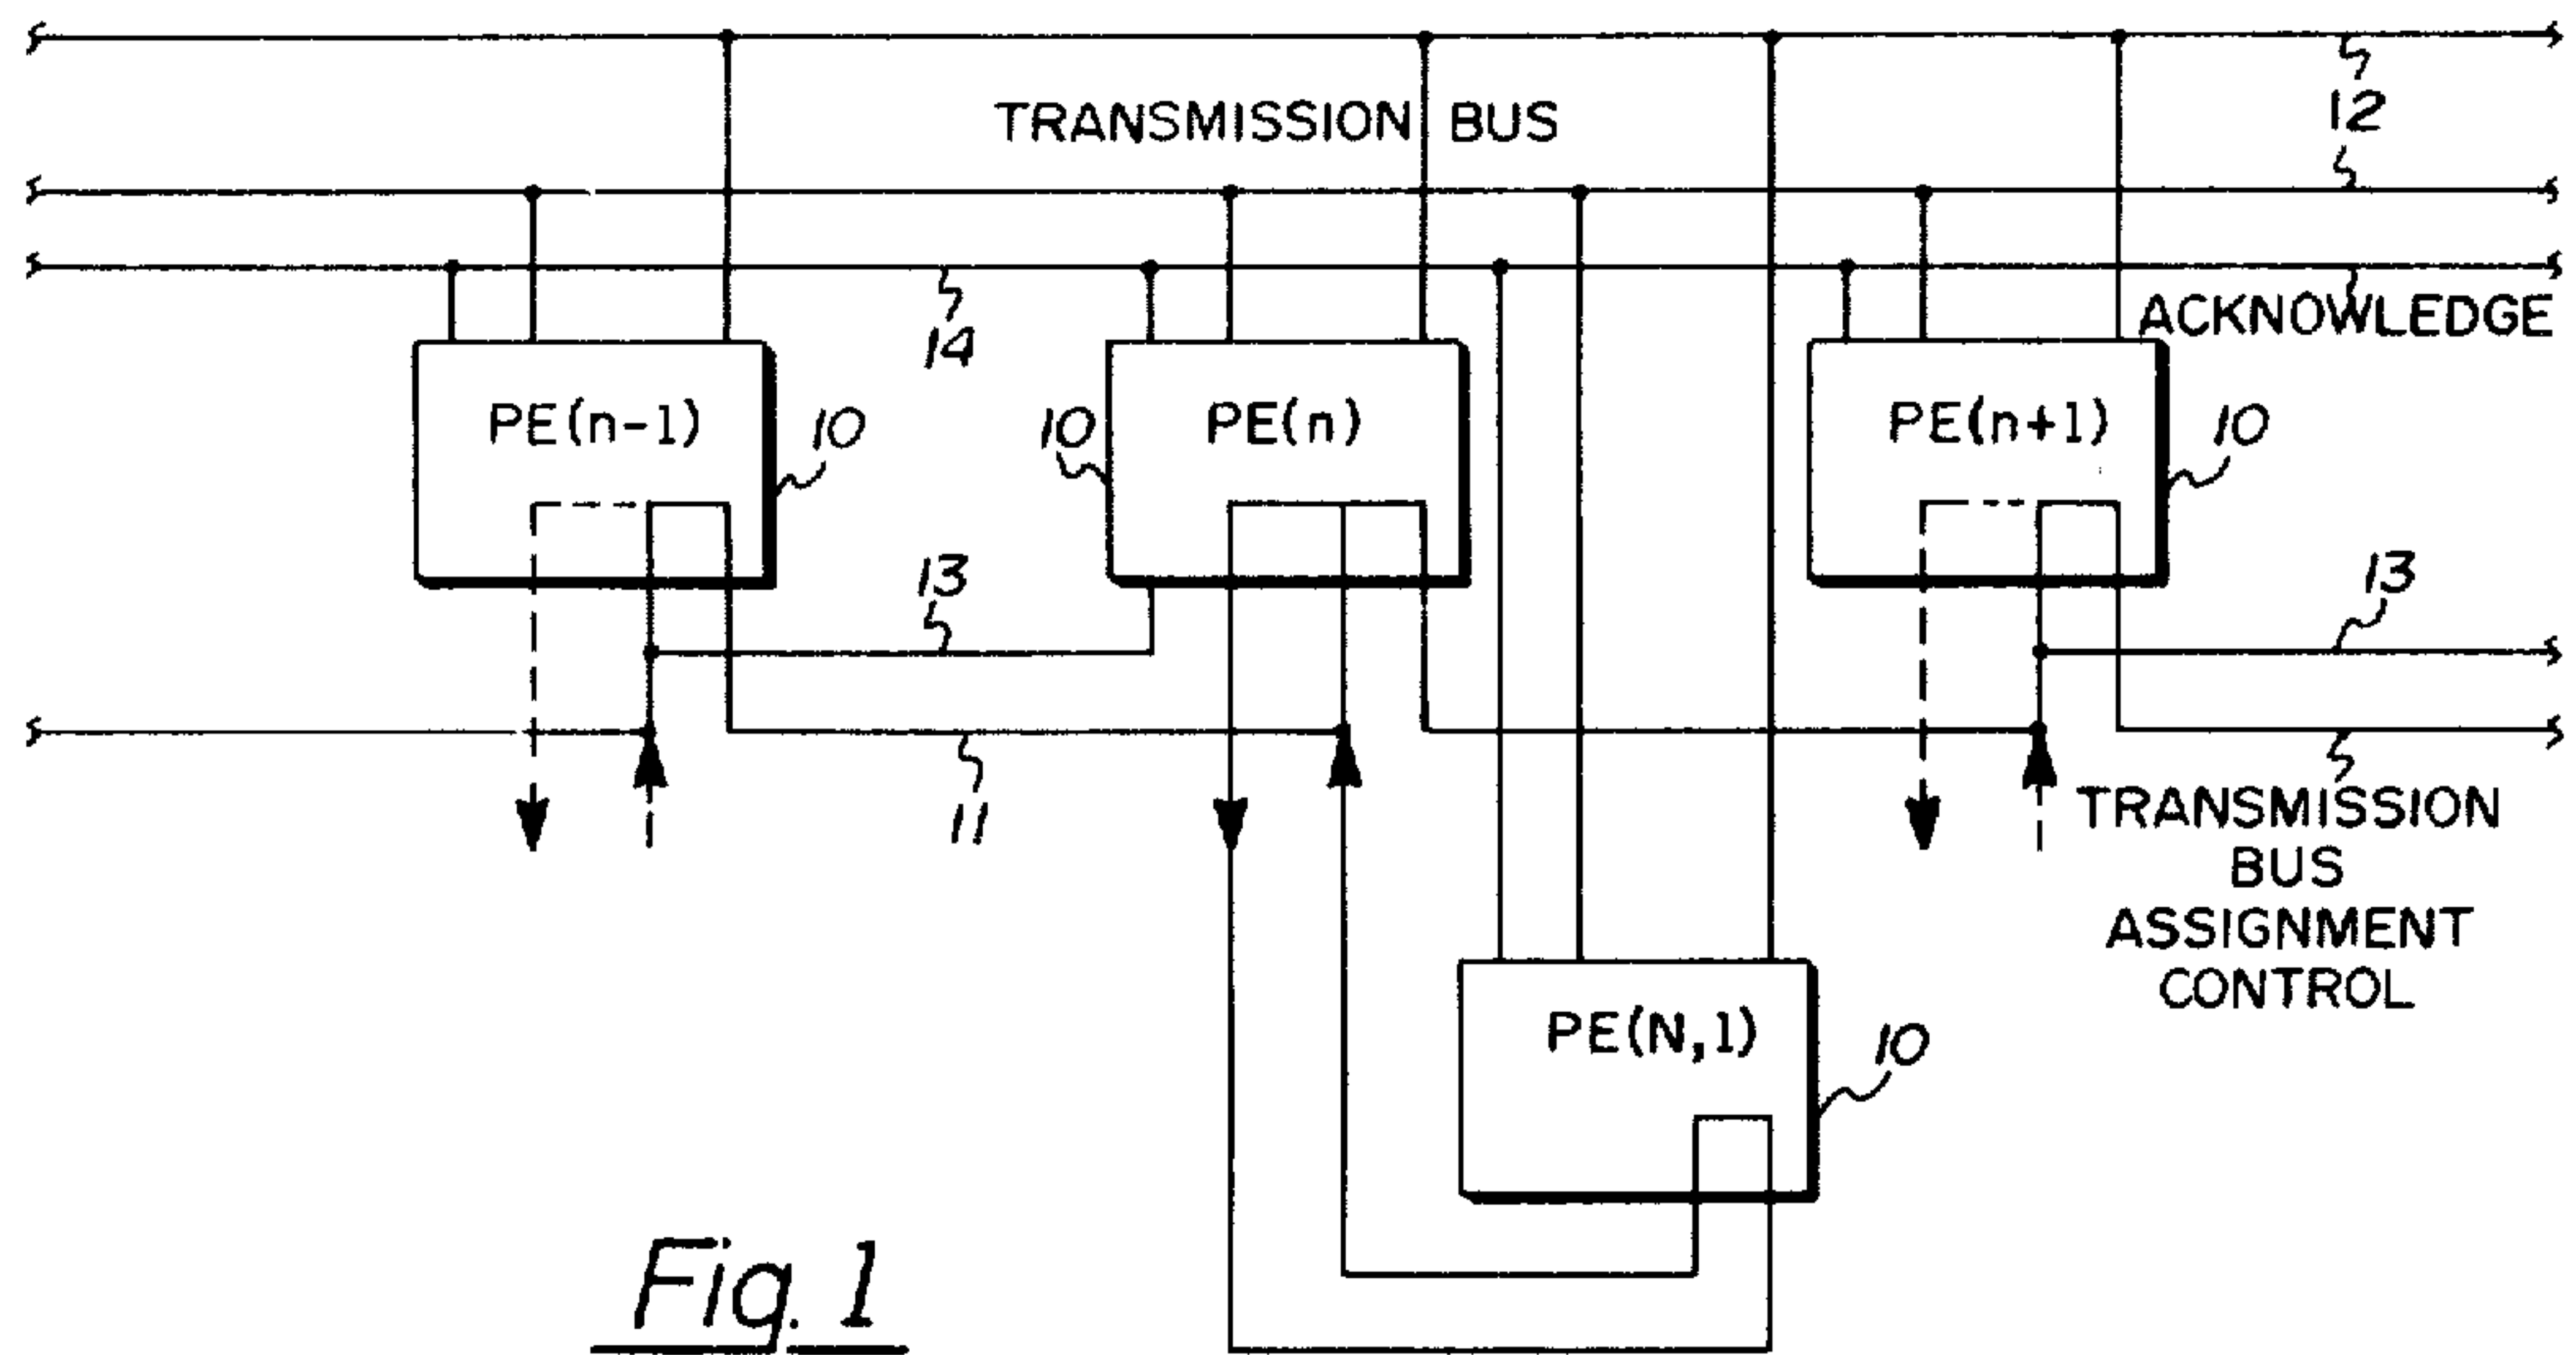 TRANSMISSION BUS
12
ACKNOWLEDGE
14
PE(n-1)
10
10
PE(n)
PE(n+1)
10
13
13
11
TRANSMISSION
BUS
ASSIGNMENT
CONTROL
PE(N,1)
10
Fig. 1